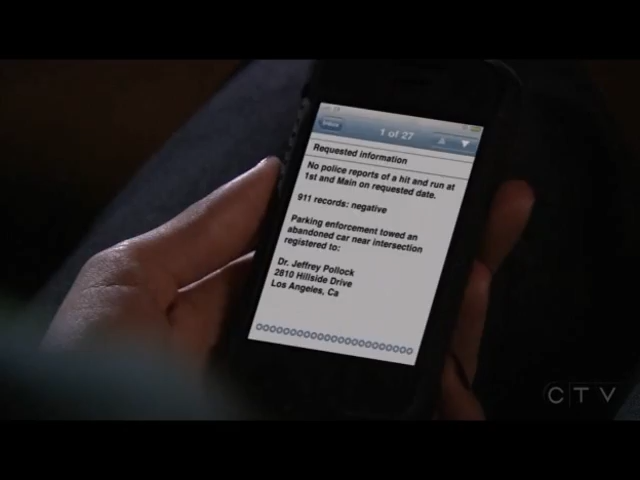 Inbox
1 of 27
Requested information
No police reports of a hit and run at
1st and Main on requested date.
911 records: negative
Parking enforcement towed an
abandoned car near intersection
registered to:
Dr. Jeffrey Pollock
2810 Hillside Drive
Los Angeles, Ca
CTV